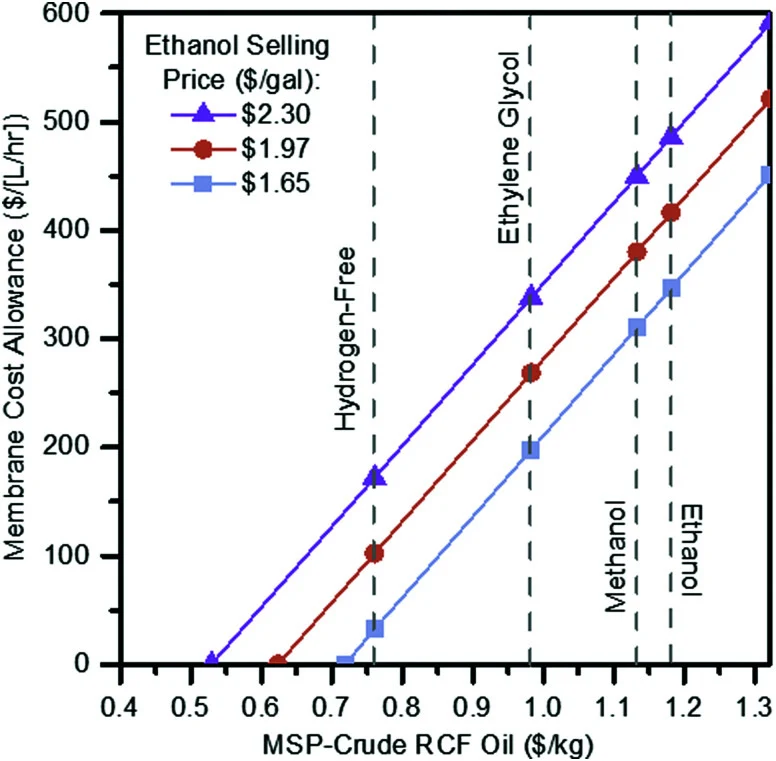 Ethanol Selling
Price ($/gal):
$2.30
$1.97
$1.65
Hydrogen-Free
Ethylene Glycol
Methanol
Ethanol
Membrane Cost Allowance ($/[L/hr])
600
500
400
300
200
100
0
0.4 0.5 0.6 0.7 0.8 0.9 1.0 1.1 1.2 1.3
MSP-Crude RCF Oil ($/kg)